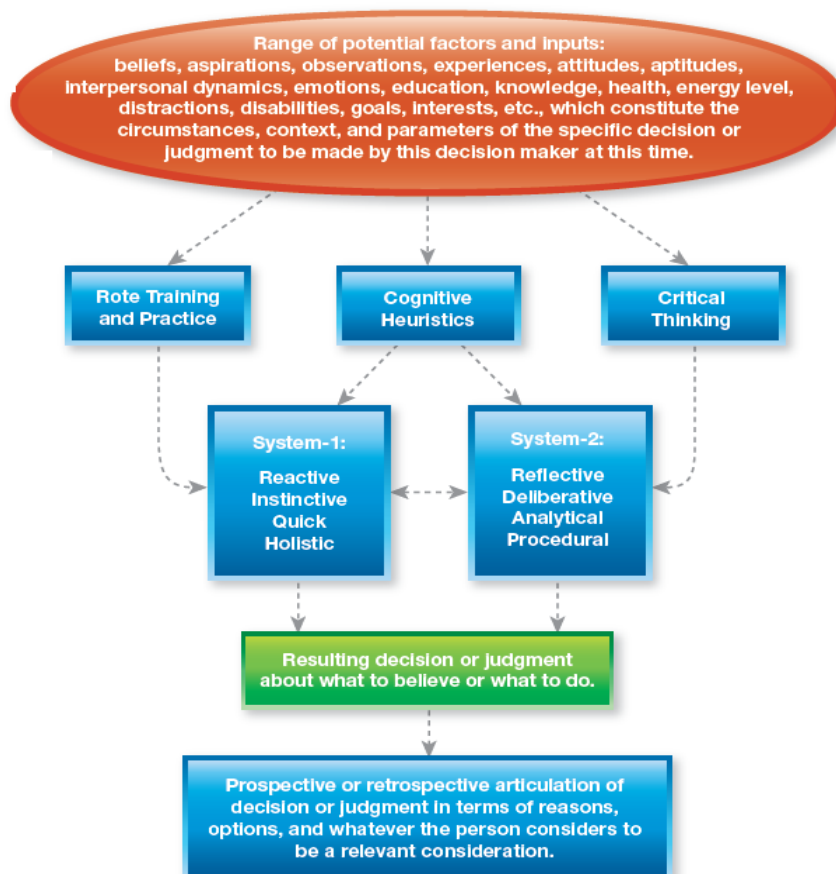 Range of potential factors and inputs:
beliefs, aspirations, observations, experiences, attitudes, aptitudes,
interpersonal dynamics, emotions, education, knowledge, health, energy level,
distractions, disabilities, goals, interests, etc., which constitute the
circumstances, context, and parameters of the specific decision or
judgment to be made by this decision maker at this time.
Rote Training
and Practice
Cognitive
Heuristics
Critical
Thinking
System-1:
Reactive
Instinctive
Quick
Holistic
System-2:
Reflective
Deliberative
Analytical
Procedural
Resulting decision or judgment
about what to believe or what to do.
Prospective or retrospective articulation of
decision or judgment in terms of reasons,
options, and whatever the person considers to
be a relevant consideration.